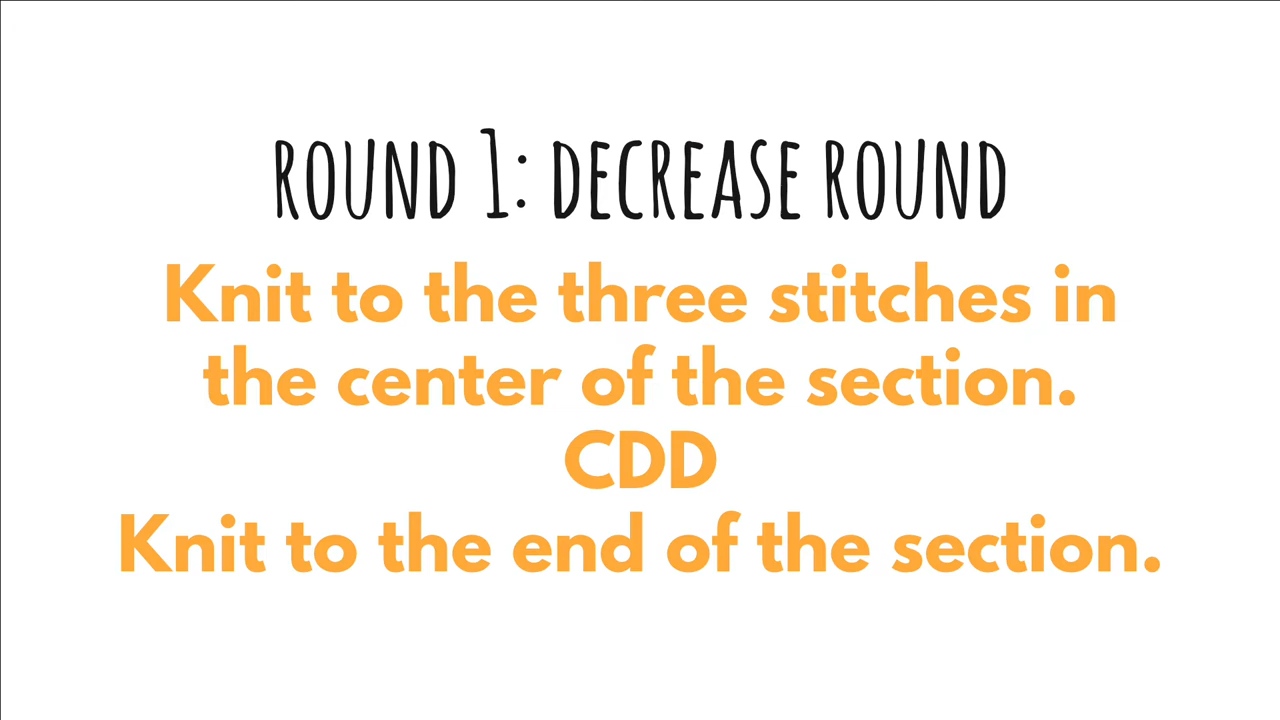 ROUND 1: DECREASE ROUND
Knit to the three stitches in
the center of the section.
CDD
Knit to the end of the section.